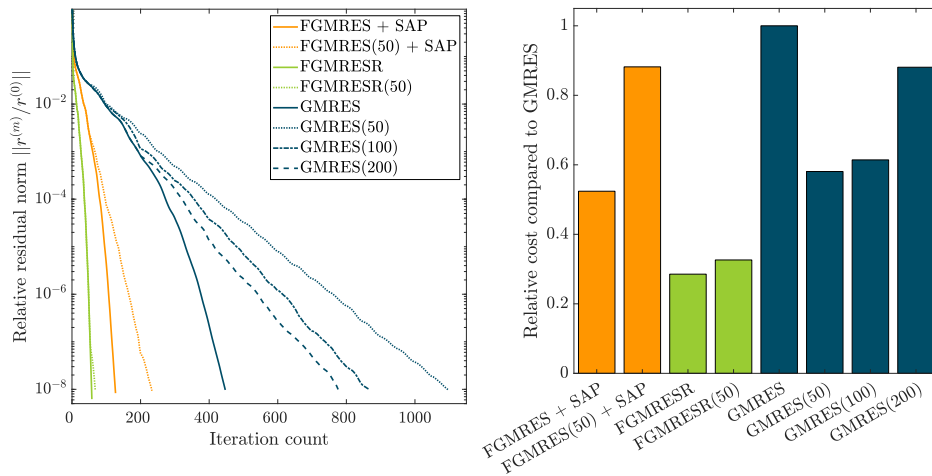 Relative residual norm ||r^(m)/r^(0)||
10^-2
10^-4
10^-6
10^-8
0
200
400
600
800
1000
Iteration count
FGMRES + SAP
FGMRES(50) + SAP
FGMRESR
FGMRESR(50)
GMRES
GMRES(50)
GMRES(100)
GMRES(200)
Relative cost compared to GMRES
1
0.8
0.6
0.4
0.2
0
FGMRES + SAP
FGMRES(50) + SAP
FGMRESR
FGMRESR(50)
GMRES
GMRES(50)
GMRES(100)
GMRES(200)